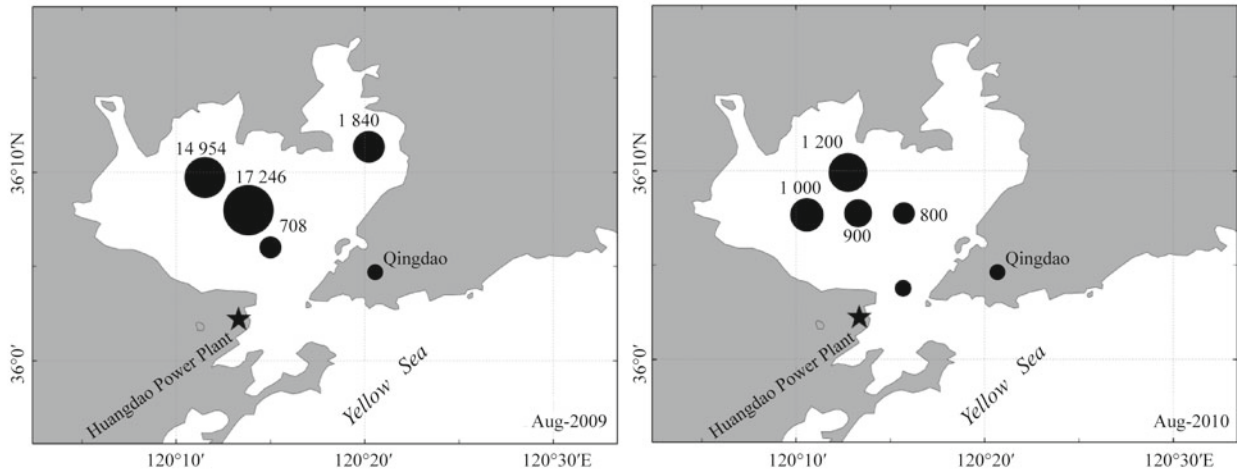 1 840
14 954
17 246
708
Qingdao
Huangdao Power Plant
Yellow Sea
Aug-2009
36°10'N
36°0'
120°10'
120°20'
120°30'E
1 200
1 000
900
800
Qingdao
Huangdao Power Plant
Yellow Sea
Aug-2010
36°10'N
36°0'
120°10'
120°20'
120°30'E